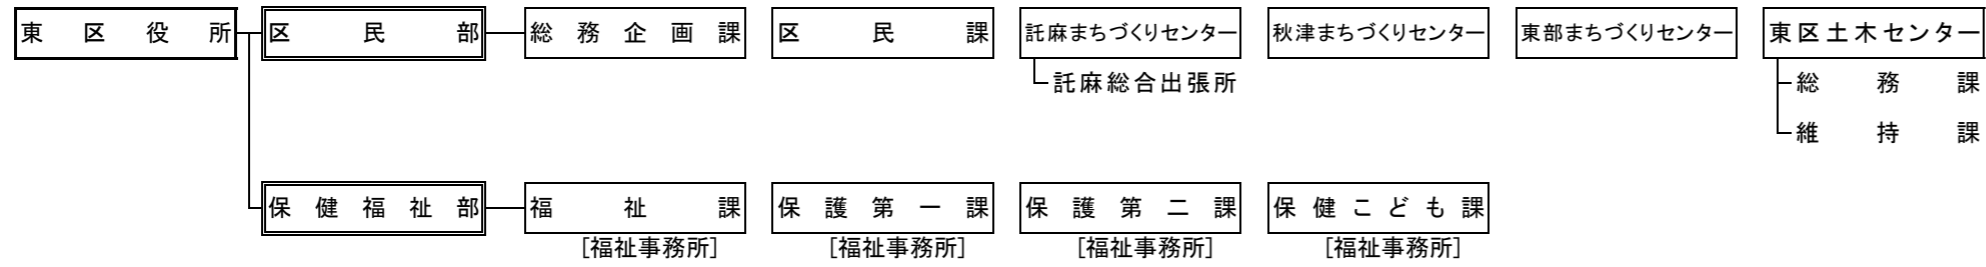 東区役所 区民部 総務企画課 区民課 託麻まちづくりセンター 秋津まちづくりセンター 東部まちづくりセンター 東区土木センター
託麻総合出張所 総務課
維持課
保健福祉部 福祉課 保護第一課 保護第二課 保健こども課
[福祉事務所] [福祉事務所] [福祉事務所] [福祉事務所]